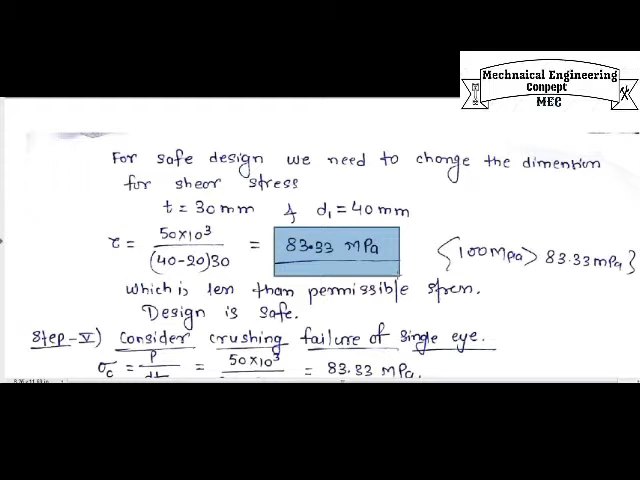 Mechnaical Engineering
Conpept
MEC
For safe design we need to change the dimention
for shear stress
t = 30 mm & d₁ = 40 mm
τ = 50×10³ / (40-20)30 = 83.33 MPa {100 MPa > 83.33 MPa}
which is less than permissible stress.
Design is safe.
Step-V) Consider crushing failure of single eye.
σc = P / dt = 50×10³ / = 83.33 MPa.